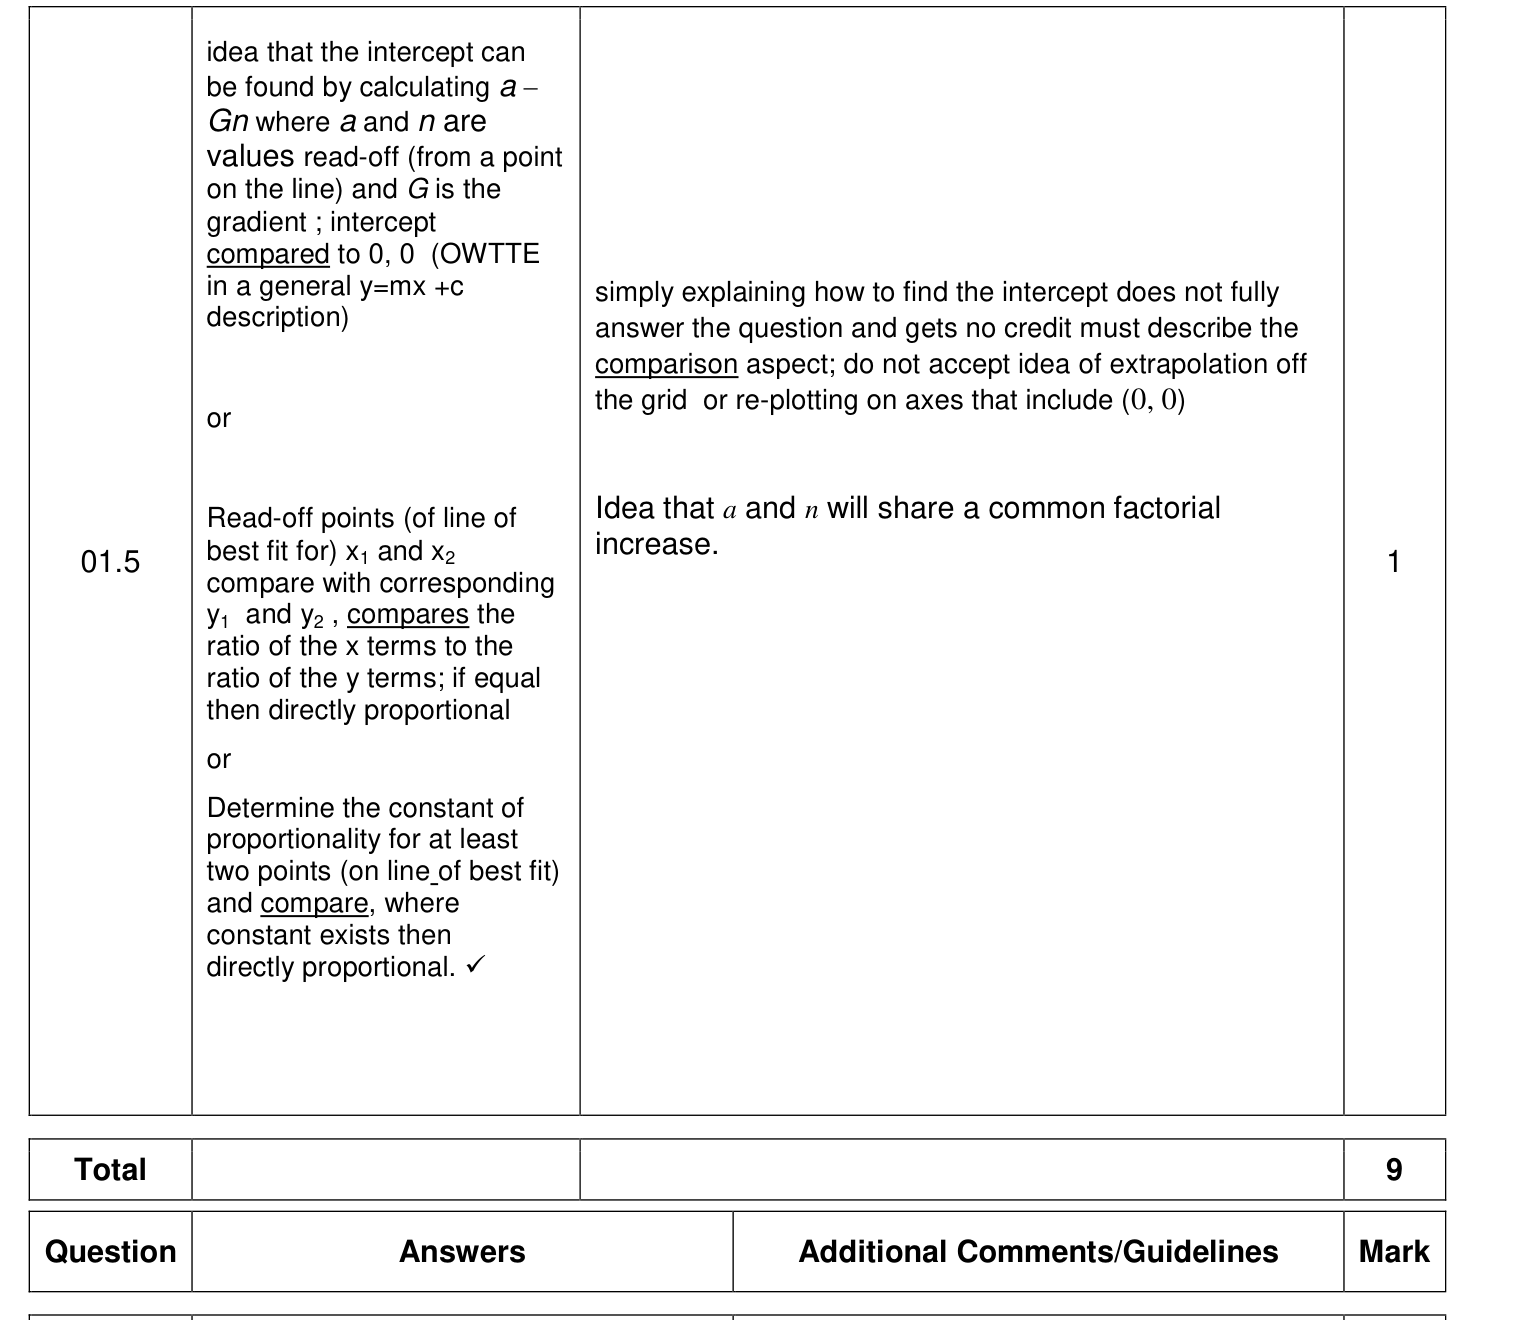 idea that the intercept can
be found by calculating a –
Gn where a and n are
values read-off (from a point
on the line) and G is the
gradient ; intercept
compared to 0, 0 (OWTTE
in a general y=mx +c
description)
or
Read-off points (of line of
best fit for) x₁ and x₂
compare with corresponding
y₁ and y₂ , compares the
ratio of the x terms to the
ratio of the y terms; if equal
then directly proportional
or
Determine the constant of
proportionality for at least
two points (on line_of best fit)
and compare, where
constant exists then
directly proportional. ✓
simply explaining how to find the intercept does not fully
answer the question and gets no credit must describe the
comparison aspect; do not accept idea of extrapolation off
the grid or re-plotting on axes that include (0, 0)
Idea that a and n will share a common factorial
increase.
01.5
1
Total
9
Question
Answers
Additional Comments/Guidelines
Mark